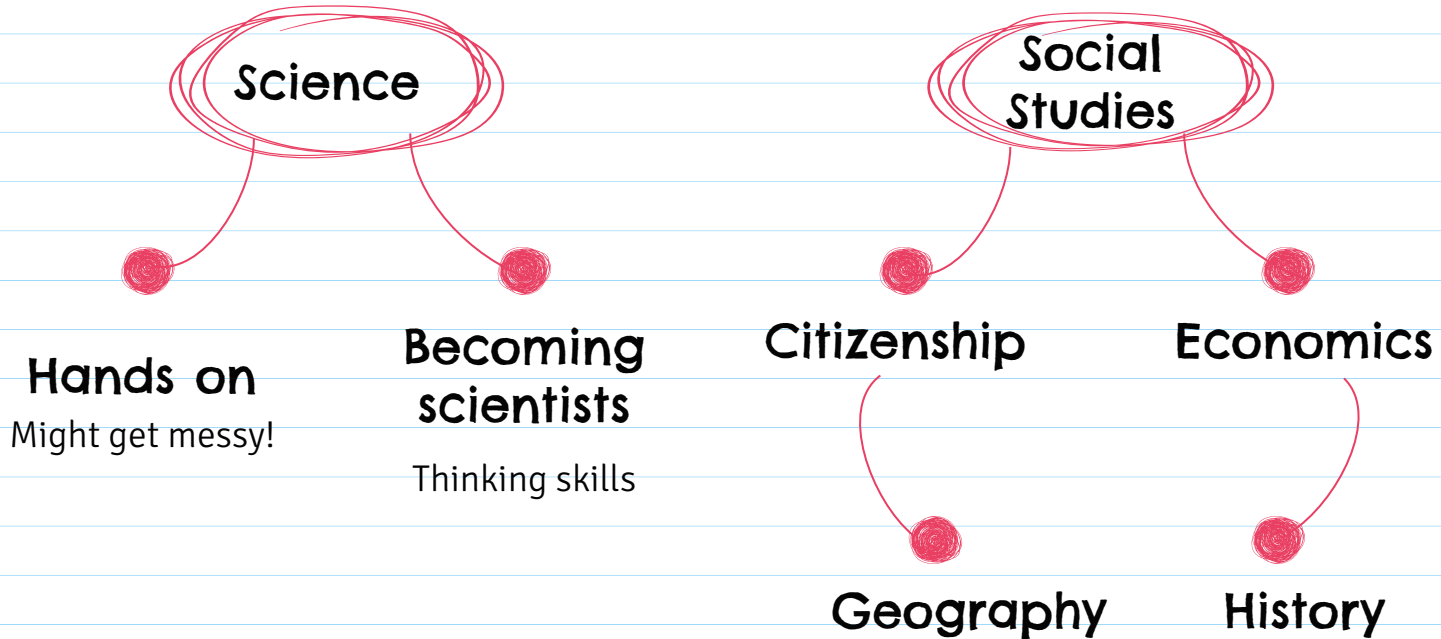 Science
Hands on
Might get messy!
Becoming
scientists
Thinking skills
Social
Studies
Citizenship
Economics
Geography
History